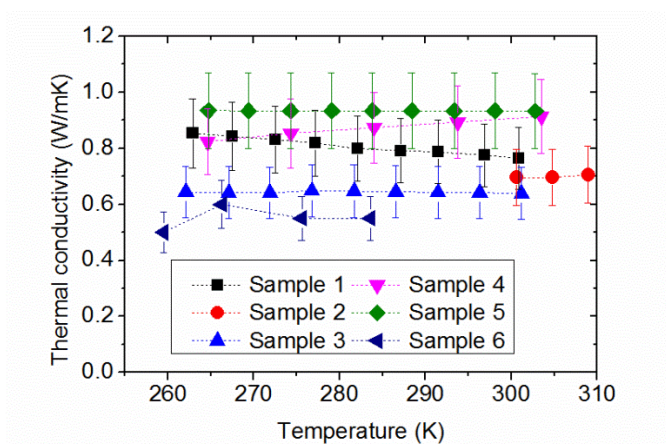 1.2
1.0
0.8
0.6
0.4
0.2
0.0
Thermal conductivity (W/mK)
Sample 1 Sample 4
Sample 2 Sample 5
Sample 3 Sample 6
260 270 280 290 300 310
Temperature (K)